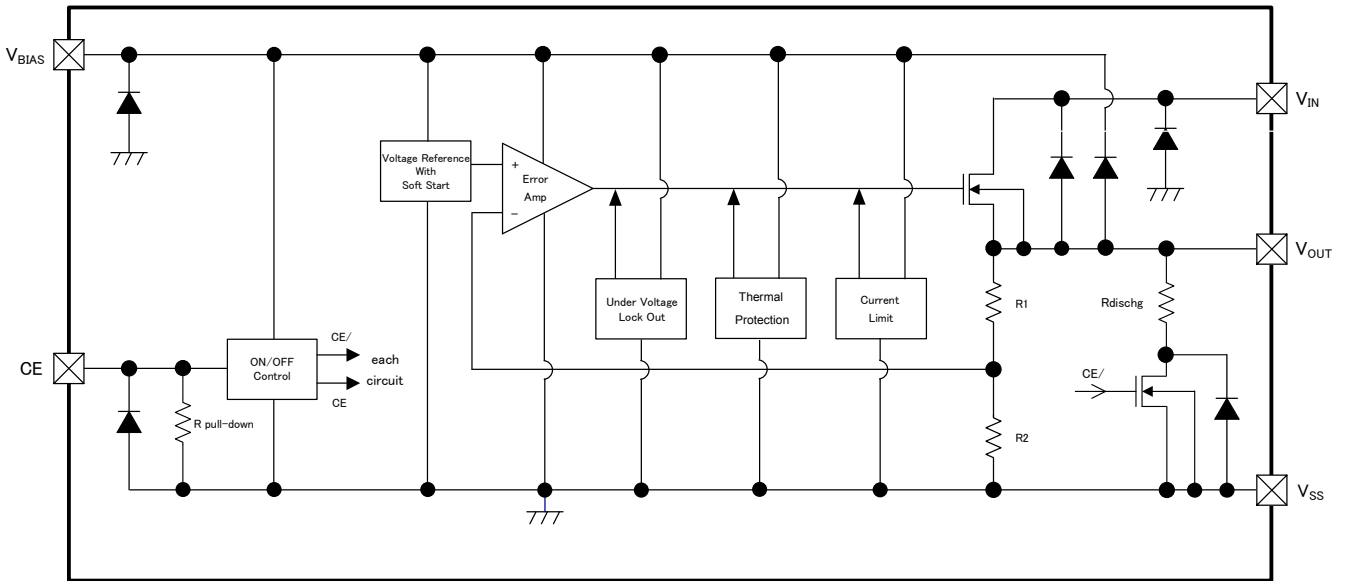 VBIAS
VIN
Voltage Reference
With
Soft Start
+
Error
Amp
−
VOUT
Under Voltage
Lock Out
Thermal
Protection
Current
Limit
R1
Rdischg
CE
ON/OFF
Control
CE/
each
circuit
CE
CE/
R pull-down
R2
VSS